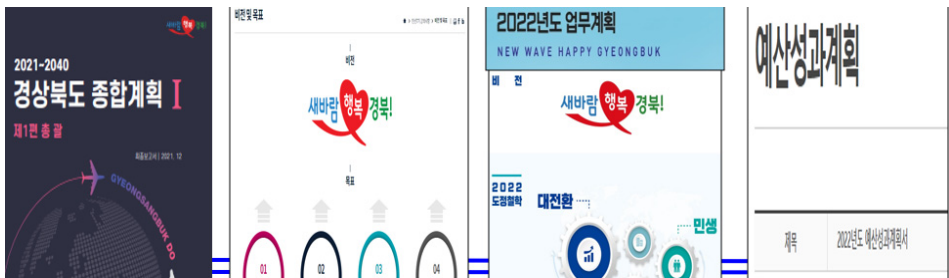 새바람 행복 경북!
2021-2040
경상북도 종합계획 I
제1편 총 괄
최종보고서 | 2021. 12
GYEONGSANGBUK DO
비전 및 목표
비전
새바람 행복 경북!
목표
01 02 03 04
2022년도 업무계획
NEW WAVE HAPPY GYEONGBUK
비 전
새바람 행복 경북!
2022
도정철학
대전환
민생
예산성과계획
제목 2022년도 예산성과계획서